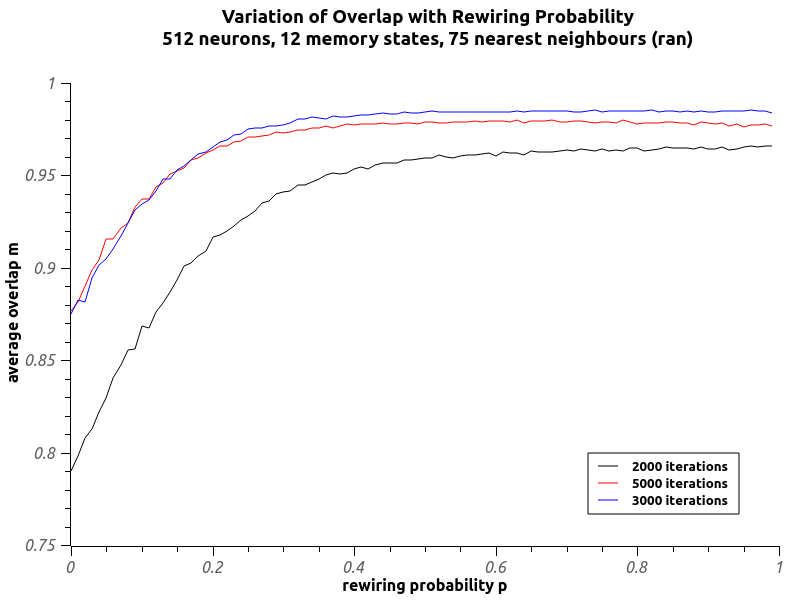 Variation of Overlap with Rewiring Probability
512 neurons, 12 memory states, 75 nearest neighbours (ran)
1
0.95
0.9
0.85
0.8
0.75
average overlap m
2000 iterations
5000 iterations
3000 iterations
0 0.2 0.4 0.6 0.8 1
rewiring probability p